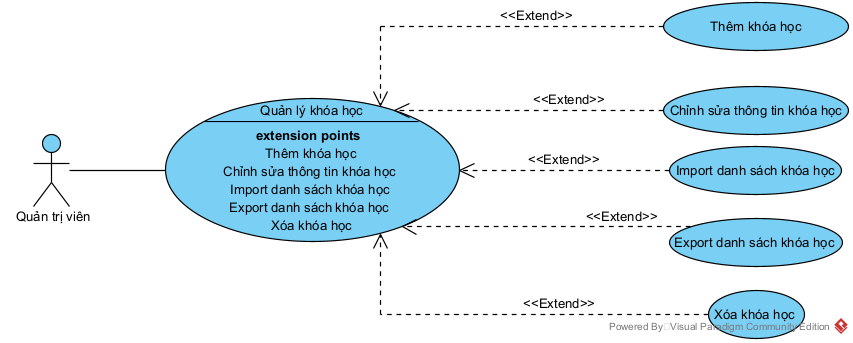 <<Extend>>
Thêm khóa học
<<Extend>>
Chỉnh sửa thông tin khóa học
<<Extend>>
Import danh sách khóa học
<<Extend>>
Export danh sách khóa học
<<Extend>>
Xóa khóa học
Quản lý khóa học
extension points
Thêm khóa học
Chỉnh sửa thông tin khóa học
Import danh sách khóa học
Export danh sách khóa học
Xóa khóa học
Quản trị viên
Powered By Visual Paradigm Community Edition